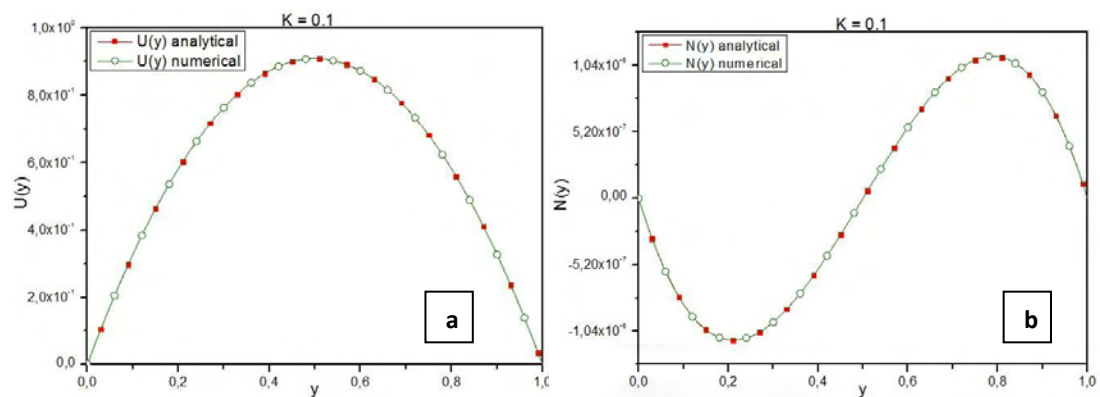 K = 0.1
1,0x10⁰
U(y) analytical
U(y) numerical
8,0x10⁻¹
6,0x10⁻¹
U(y)
4,0x10⁻¹
2,0x10⁻¹
a
0,0
0,0 0,2 0,4 0,6 0,8 1,0
y
K = 0.1
N(y) analytical
N(y) numerical
1,04x10⁻⁶
5,20x10⁻⁷
N(y)
0,00
-5,20x10⁻⁷
-1,04x10⁻⁶
b
0,0 0,2 0,4 0,6 0,8 1,0
y